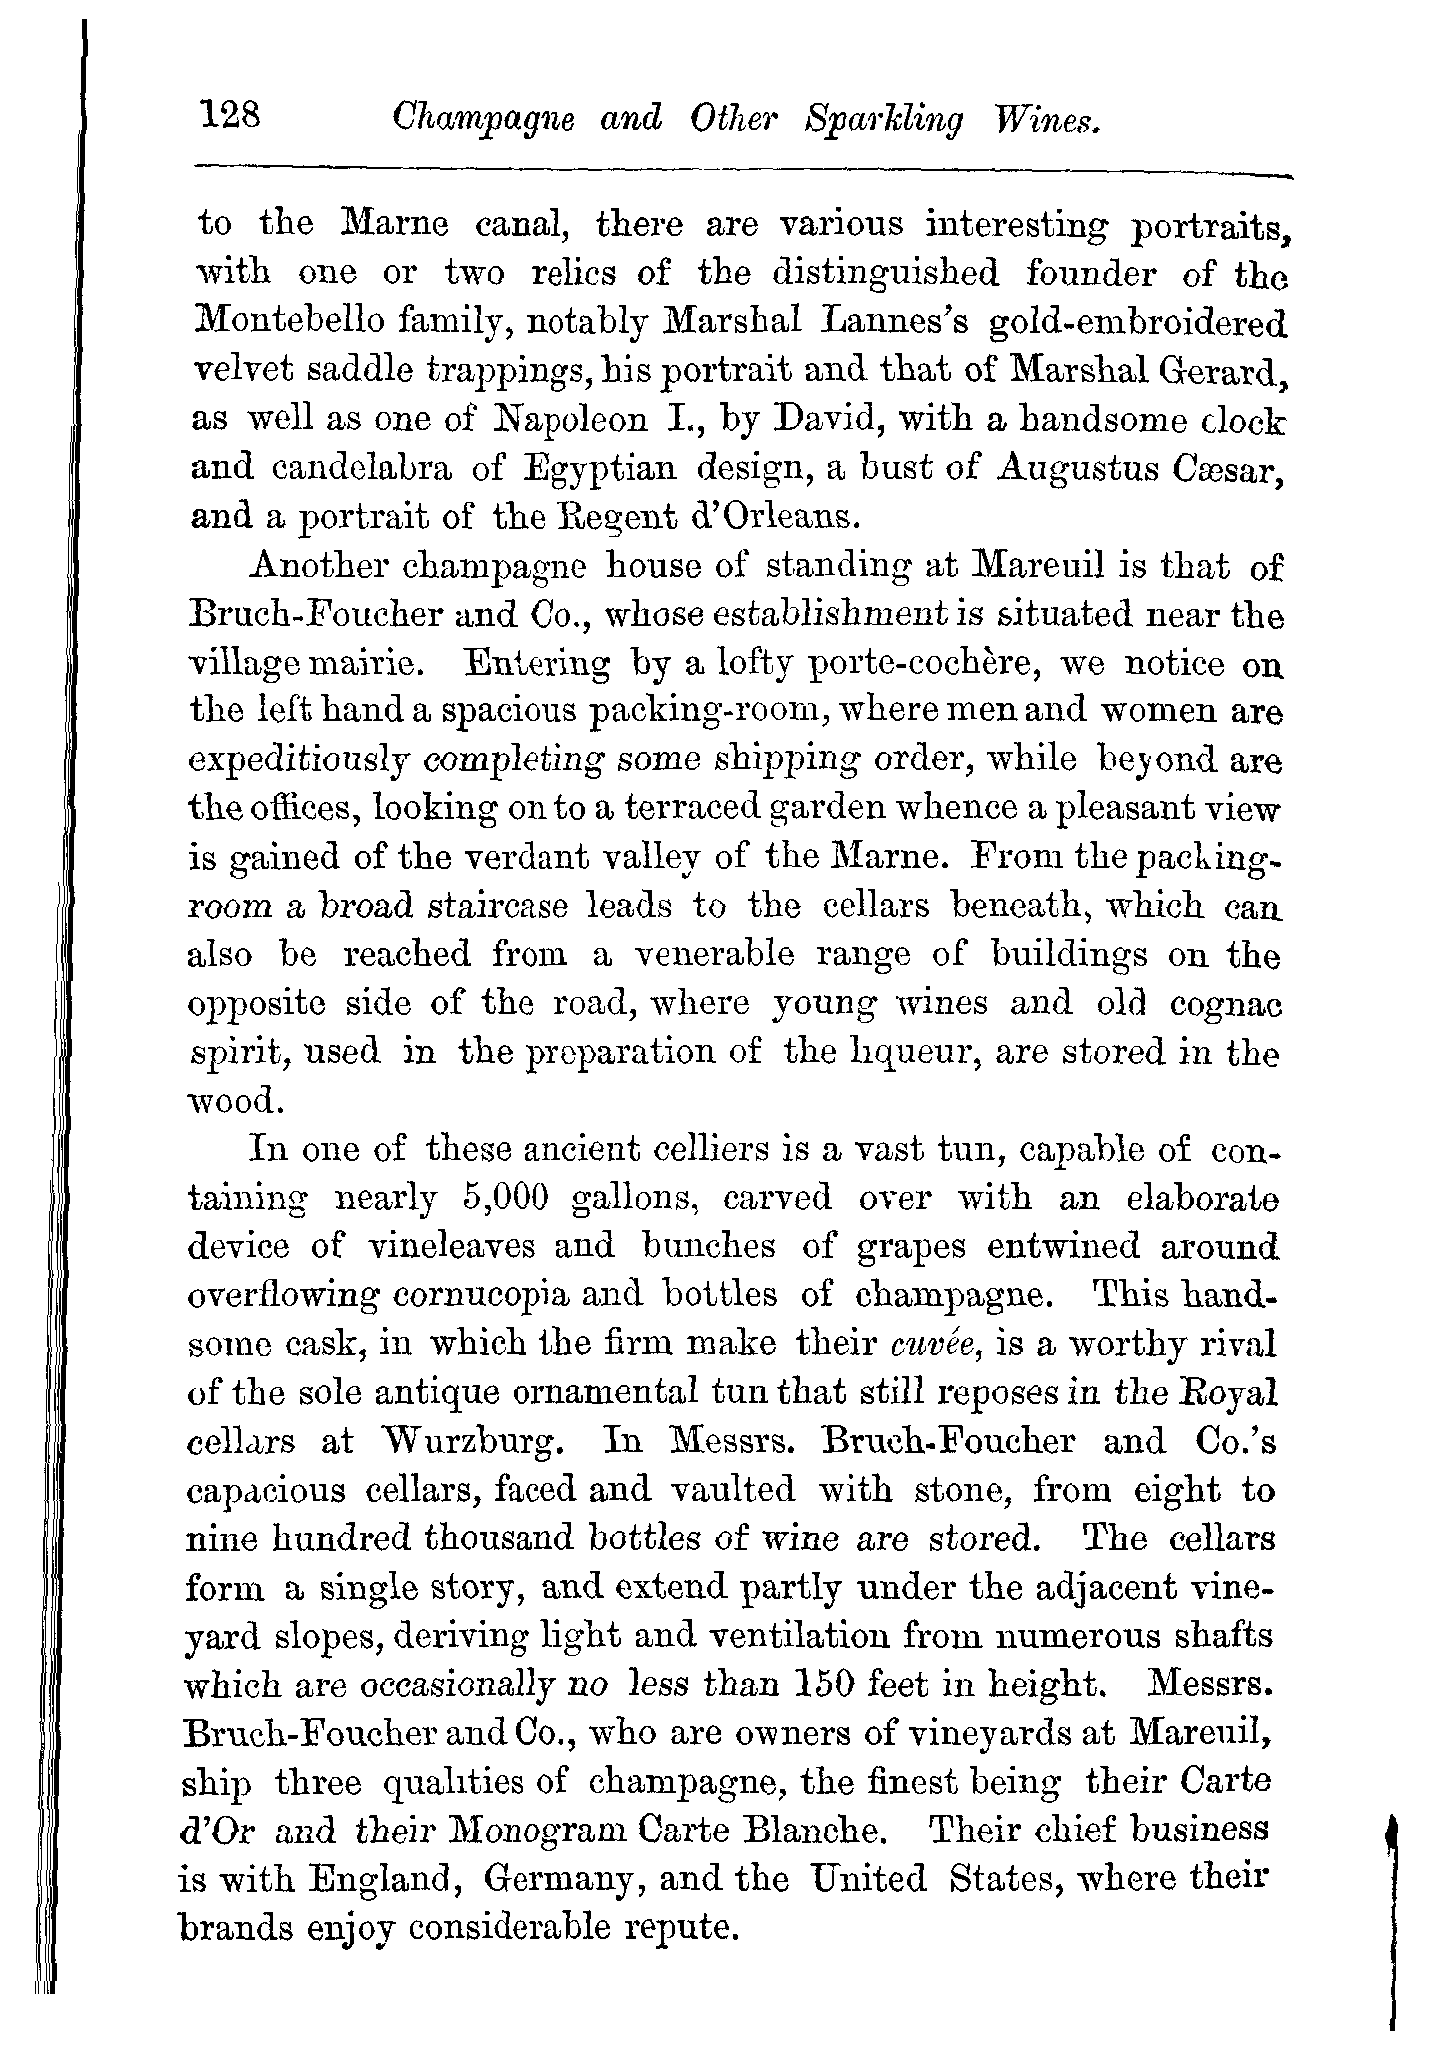 128 Champagne and Other Sparkling Wines.
to the Marne canal, there are various interesting portraits,
with one or two relics of the distinguished founder of the
Montebello family, notably Marshal Lannes's gold-embroidered
velvet saddle trappings, his portrait and that of Marshal Gerard,
as well as one of Napoleon I., by David, with a handsome clock
and candelabra of Egyptian design, a bust of Augustus Cæsar,
and a portrait of the Regent d'Orleans.
Another champagne house of standing at Mareuil is that of
Bruch-Foucher and Co., whose establishment is situated near the
village mairie. Entering by a lofty porte-cochère, we notice on
the left hand a spacious packing-room, where men and women are
expeditiously completing some shipping order, while beyond are
the offices, looking on to a terraced garden whence a pleasant view
is gained of the verdant valley of the Marne. From the packing-
room a broad staircase leads to the cellars beneath, which can
also be reached from a venerable range of buildings on the
opposite side of the road, where young wines and old cognac
spirit, used in the preparation of the liqueur, are stored in the
wood.
In one of these ancient celliers is a vast tun, capable of con-
taining nearly 5,000 gallons, carved over with an elaborate
device of vineleaves and bunches of grapes entwined around
overflowing cornucopia and bottles of champagne. This hand-
some cask, in which the firm make their cuvée, is a worthy rival
of the sole antique ornamental tun that still reposes in the Royal
cellars at Wurzburg. In Messrs. Bruch-Foucher and Co.'s
capacious cellars, faced and vaulted with stone, from eight to
nine hundred thousand bottles of wine are stored. The cellars
form a single story, and extend partly under the adjacent vine-
yard slopes, deriving light and ventilation from numerous shafts
which are occasionally no less than 150 feet in height. Messrs.
Bruch-Foucher and Co., who are owners of vineyards at Mareuil,
ship three qualities of champagne, the finest being their Carte
d'Or and their Monogram Carte Blanche. Their chief business
is with England, Germany, and the United States, where their
brands enjoy considerable repute.